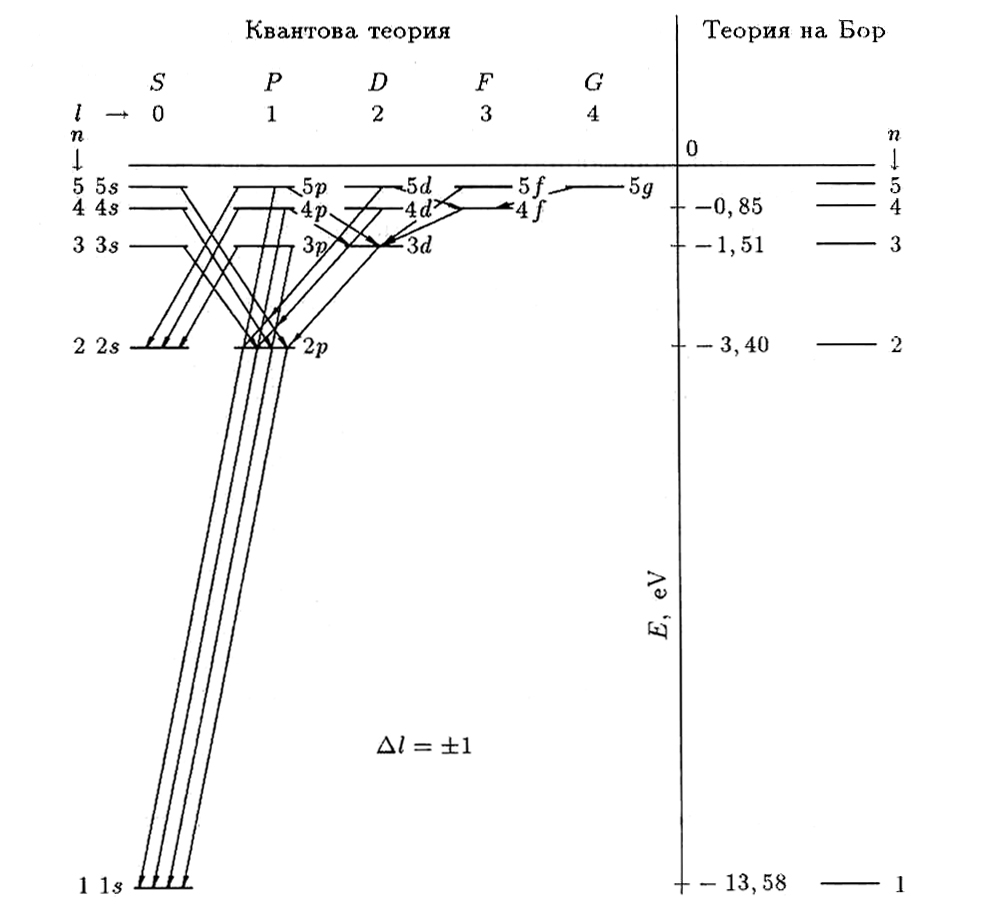 Квантова теория Теория на Бор
S P D F G
l → 0 1 2 3 4
n n
↓ 0 ↓
5 5s 5p 5d 5f 5g 5
4 4s 4p 4d 4f −0,85 4
3 3s 3p 3d −1,51 3
2 2s 2p −3,40 2
E, eV
Δl = ±1
1 1s −13,58 1